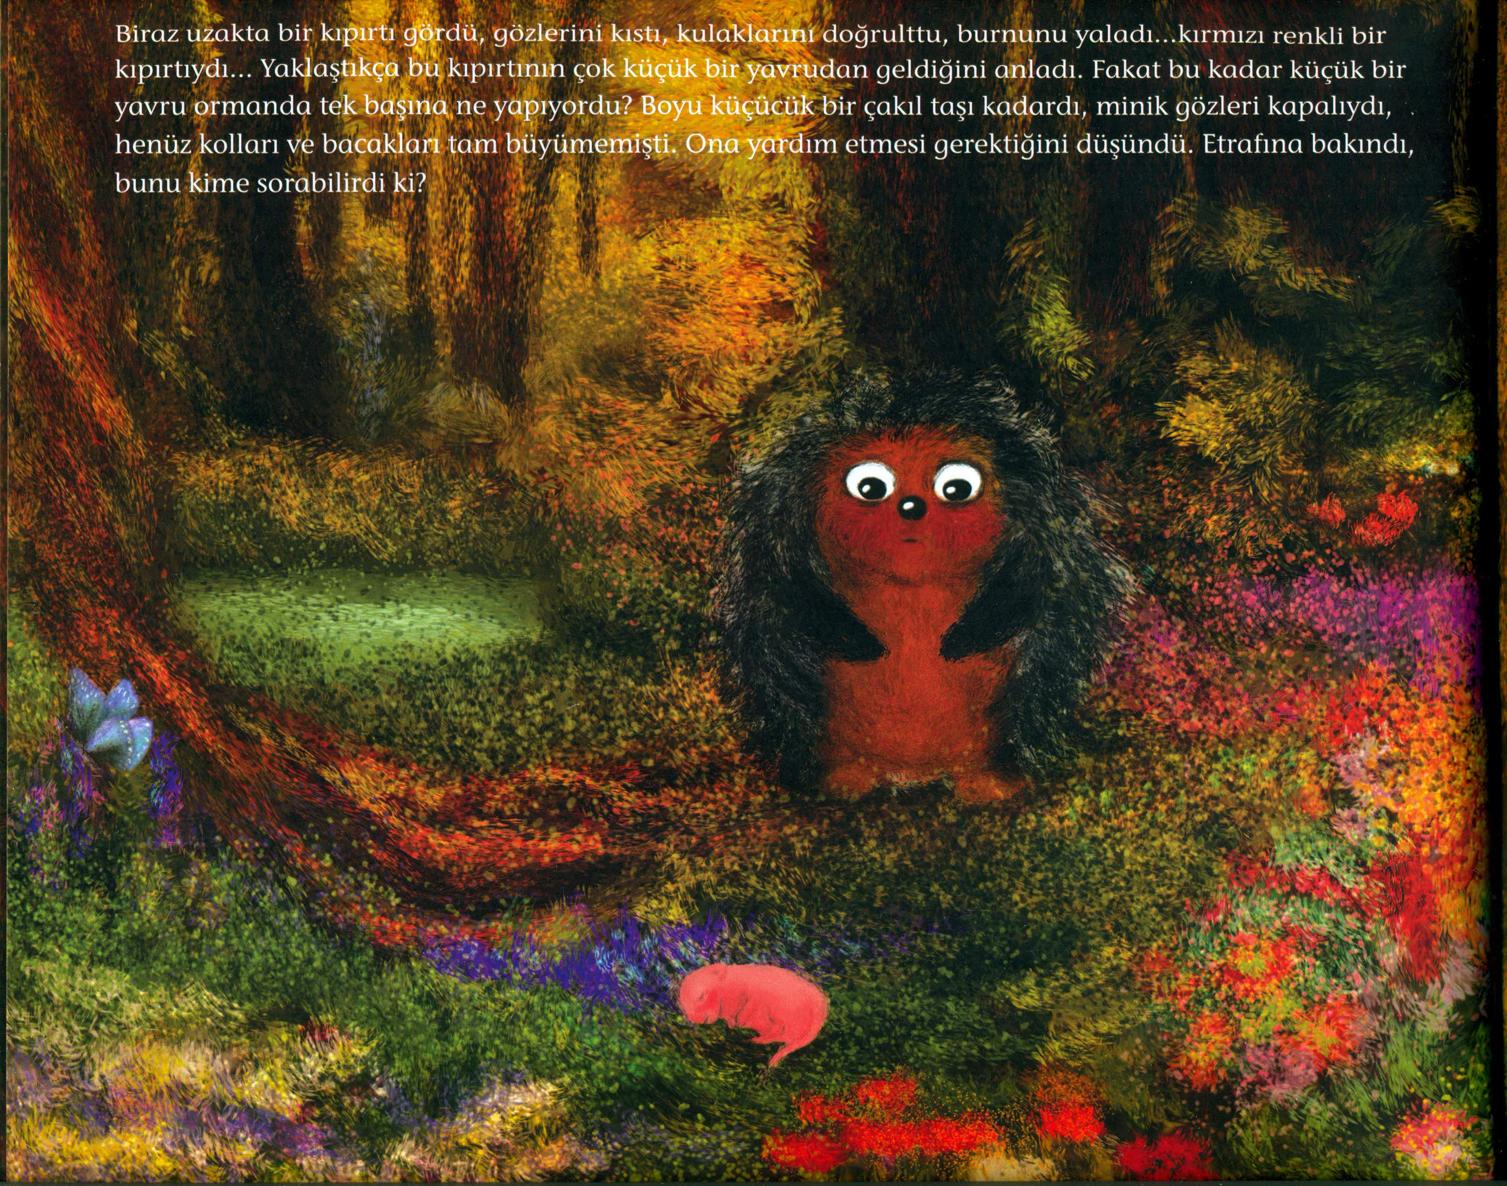 Biraz uzakta bir kıpırtı gördü, gözlerini kıstı, kulaklarını doğrulttu, burnunu yaladı...kırmızı renkli bir
kıpırtıydı... Yaklaştıkça bu kıpırtının çok küçük bir yavrudan geldiğini anladı. Fakat bu kadar küçük bir
yavru ormanda tek başına ne yapıyordu? Boyu küçücük bir çakıl taşı kadardı, minik gözleri kapalıydı,
henüz kolları ve bacakları tam büyümemişti. Ona yardım etmesi gerektiğini düşündü. Etrafına bakındı,
bunu kime sorabilirdi ki?